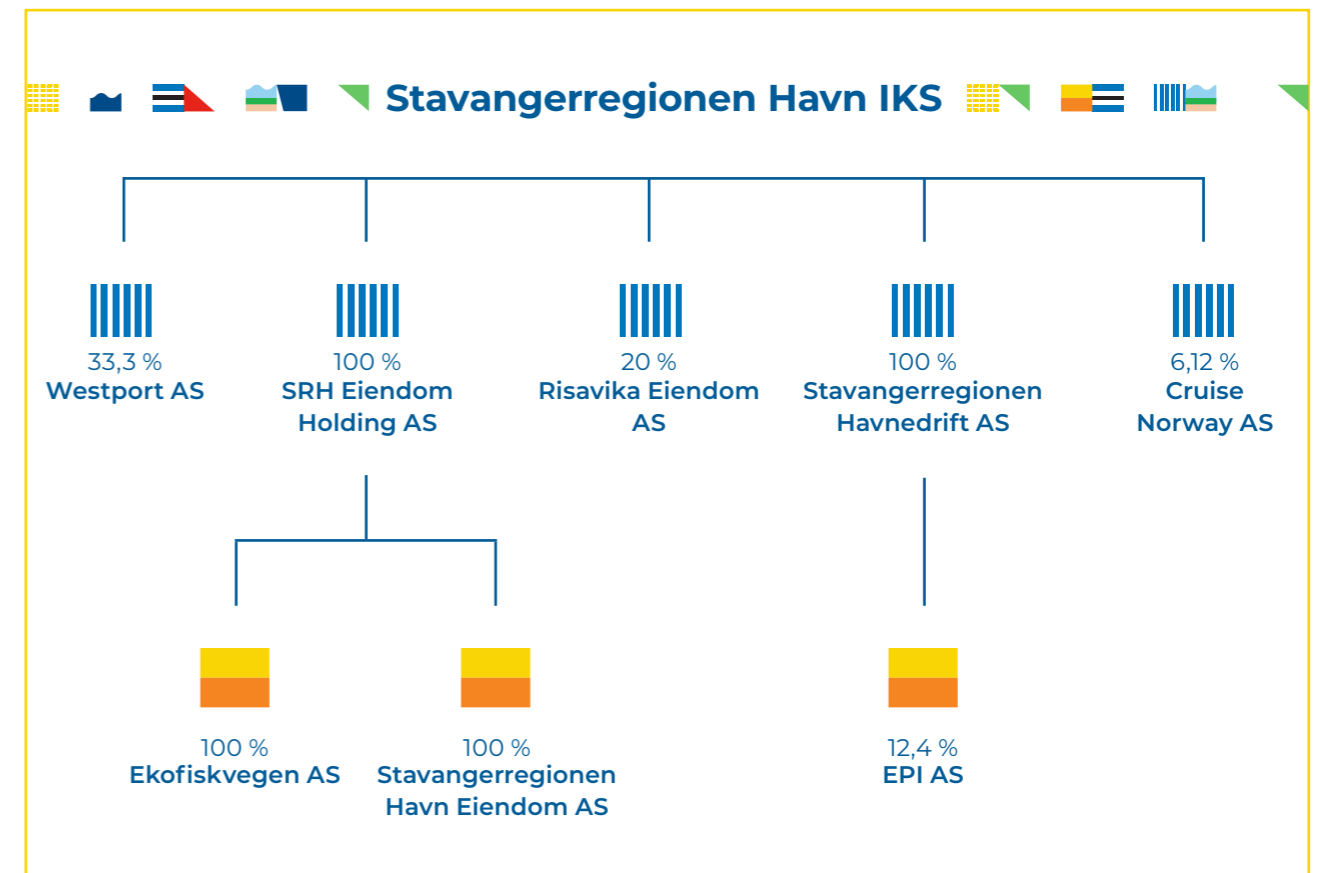 Stavangerregionen Havn IKS
33,3 %
Westport AS
100 %
SRH Eiendom
Holding AS
20 %
Risavika Eiendom
AS
100 %
Stavangerregionen
Havnedrift AS
6,12 %
Cruise
Norway AS
100 %
Ekofiskvegen AS
100 %
Stavangerregionen
Havn Eiendom AS
12,4 %
EPI AS